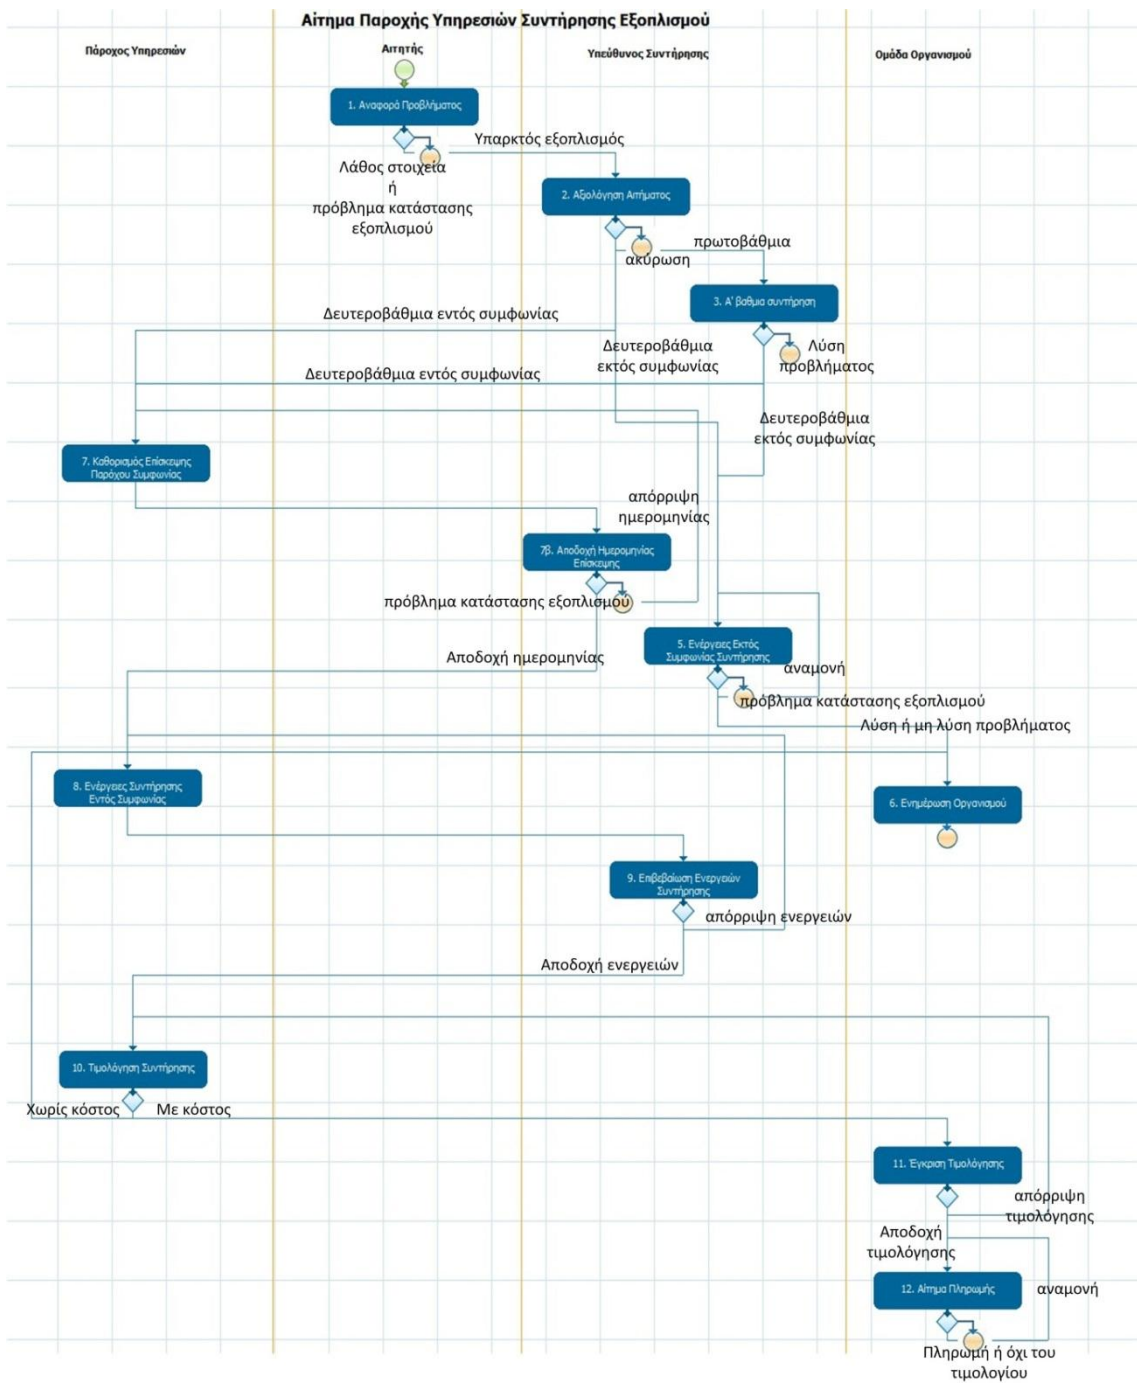 Αίτημα Παροχής Υπηρεσιών Συντήρησης Εξοπλισμού
Πάροχος Υπηρεσιών
Αιτητής
Υπεύθυνος Συντήρησης
Ομάδα Οργανισμού
1. Αναφορά Προβλήματος
Υπαρκτός εξοπλισμός
Λάθος στοιχεία
ή
πρόβλημα κατάστασης
εξοπλισμού
2. Αξιολόγηση Αιτήματος
πρωτοβάθμια
ακύρωση
3. Α' βαθμια συντήρηση
Δευτεροβάθμια εντός συμφωνίας
Δευτεροβάθμια
εκτός συμφωνίας
Λύση
προβλήματος
Δευτεροβάθμια εντός συμφωνίας
Δευτεροβάθμια
εκτός συμφωνίας
7. Καθορισμός Επίσκεψης
Παρόχου Συμφωνίας
απόρριψη
ημερομηνίας
7β. Αποδοχή Ημερομηνίας
Επίσκεψης
πρόβλημα κατάστασης εξοπλισμού
5. Ενέργειες Εκτός
Συμφωνίας Συντήρησης
Αποδοχή ημερομηνίας
αναμονή
πρόβλημα κατάστασης εξοπλισμού
Λύση ή μη λύση προβλήματος
8. Ενέργειες Συντήρησης
Εντός Συμφωνίας
6. Ενημέρωση Οργανισμού
9. Επιβεβαίωση Ενεργειών
Συντήρησης
απόρριψη ενεργειών
Αποδοχή ενεργειών
10. Τιμολόγηση Συντήρησης
Χωρίς κόστος
Με κόστος
11. Έγκριση Τιμολόγησης
απόρριψη
τιμολόγησης
Αποδοχή
τιμολόγησης
12. Αίτημα Πληρωμής
αναμονή
Πληρωμή ή όχι του
τιμολογίου